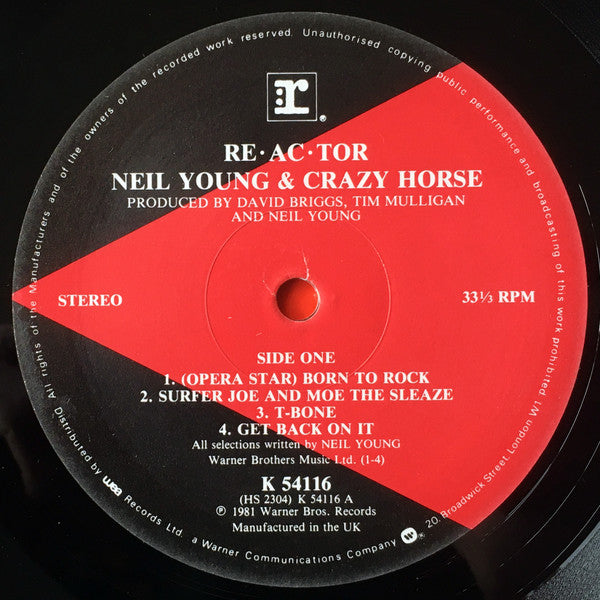 r®
RE·AC·TOR
NEIL YOUNG & CRAZY HORSE
PRODUCED BY DAVID BRIGGS, TIM MULLIGAN
AND NEIL YOUNG
STEREO
33⅓ RPM
SIDE ONE
1. (OPERA STAR) BORN TO ROCK
2. SURFER JOE AND MOE THE SLEAZE
3. T-BONE
4. GET BACK ON IT
All selections written by NEIL YOUNG
Warner Brothers Music Ltd. (1-4)
K 54116
(HS 2304) K 54116 A
℗ 1981 Warner Bros. Records
Manufactured in the UK
All rights of the Manufacturers and of the owners of the recorded work reserved. Unauthorised copying public performance and broadcasting of this work prohibited.
Distributed by wea Records Ltd. a Warner Communications Company. 20, Broadwick Street London W1